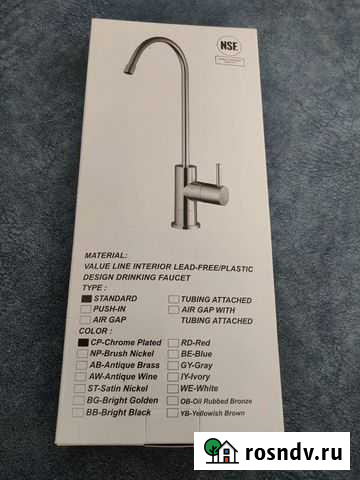 NSF.
MATERIAL:
VALUE LINE INTERIOR LEAD-FREE/PLASTIC
DESIGN DRINKING FAUCET
TYPE :
STANDARD
TUBING ATTACHED
PUSH-IN
AIR GAP WITH
AIR GAP
TUBING ATTACHED
COLOR :
CP-Chrome Plated
RD-Red
NP-Brush Nickel
BE-Blue
AB-Antique Brass
GY-Gray
AW-Antique Wine
IY-Ivory
ST-Satin Nickel
WE-White
BG-Bright Golden
OB-Oil Rubbed Bronze
BB-Bright Black
YB-Yellowish Brown
rosndv.ru